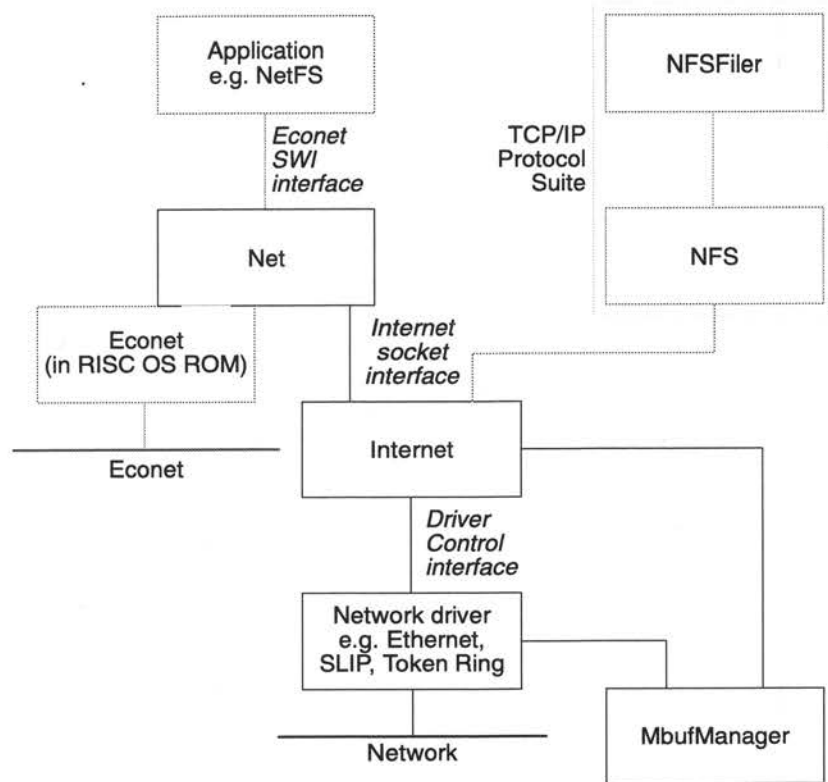 Application
e.g. NetFS
NFSFiler
Econet
SWI
interface
TCP/IP
Protocol
Suite
Net
NFS
Econet
(in RISC OS ROM)
Internet
socket
interface
Econet
Internet
Driver
Control
interface
Network driver
e.g. Ethernet,
SLIP, Token Ring
MbufManager
Network